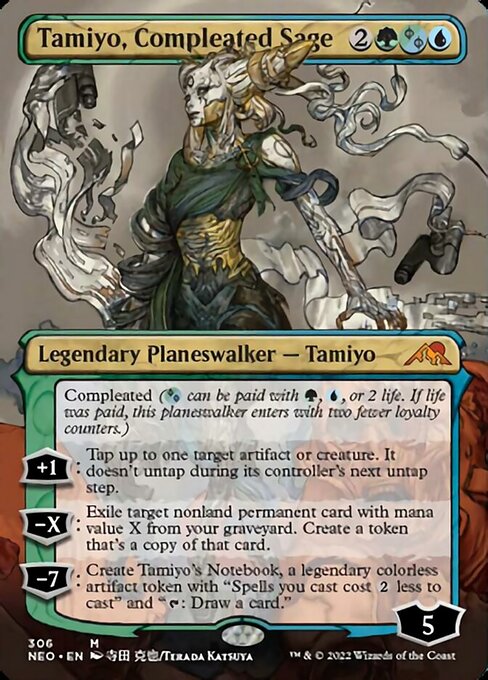 Tamiyo, Compleated Sage 2
Legendary Planeswalker — Tamiyo
Compleated ( can be paid with , , or 2 life. If life
was paid, this planeswalker enters with two fewer loyalty
counters.)
+1 : Tap up to one target artifact or creature. It
doesn't untap during its controller's next untap
step.
−X : Exile target nonland permanent card with mana
value X from your graveyard. Create a token
that's a copy of that card.
−7 : Create Tamiyo's Notebook, a legendary colorless
artifact token with “Spells you cast cost 2 less to
cast” and “: Draw a card.”
5
306 M
NEO • EN 寺田 克也/Terada Katsuya
™ & © 2022 Wizards of the Coast